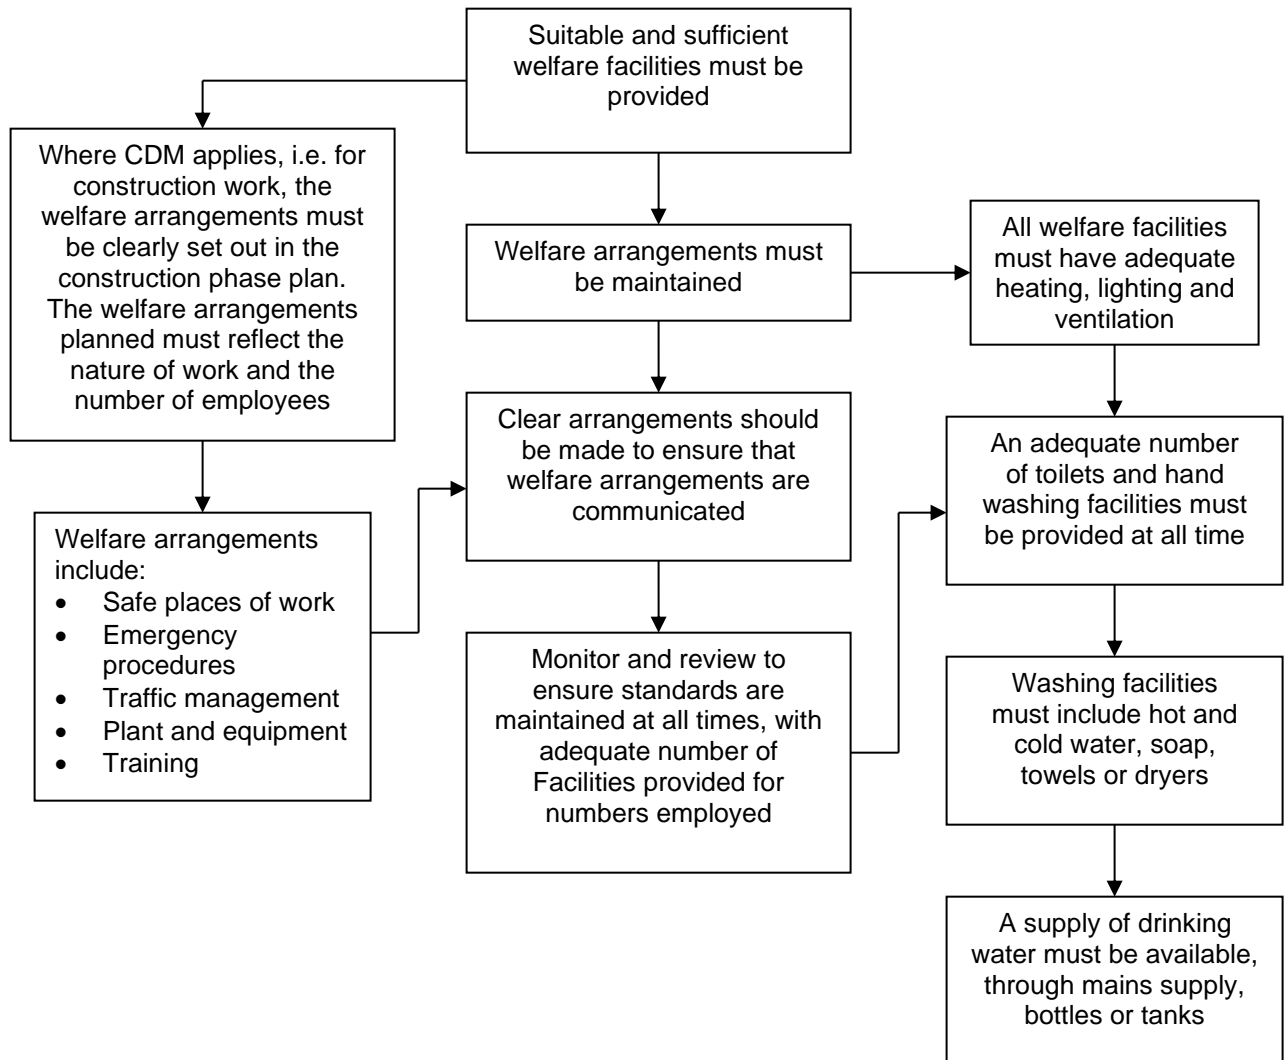 Suitable and sufficient
welfare facilities must be
provided
Where CDM applies, i.e. for
construction work, the
welfare arrangements must
be clearly set out in the
construction phase plan.
The welfare arrangements
planned must reflect the
nature of work and the
number of employees
Welfare arrangements must
be maintained
All welfare facilities
must have adequate
heating, lighting and
ventilation
Clear arrangements should
be made to ensure that
welfare arrangements are
communicated
An adequate number
of toilets and hand
washing facilities must
be provided at all time
Welfare arrangements
include:
• Safe places of work
• Emergency
procedures
• Traffic management
• Plant and equipment
• Training
Monitor and review to
ensure standards are
maintained at all times, with
adequate number of
Facilities provided for
numbers employed
Washing facilities
must include hot and
cold water, soap,
towels or dryers
A supply of drinking
water must be available,
through mains supply,
bottles or tanks